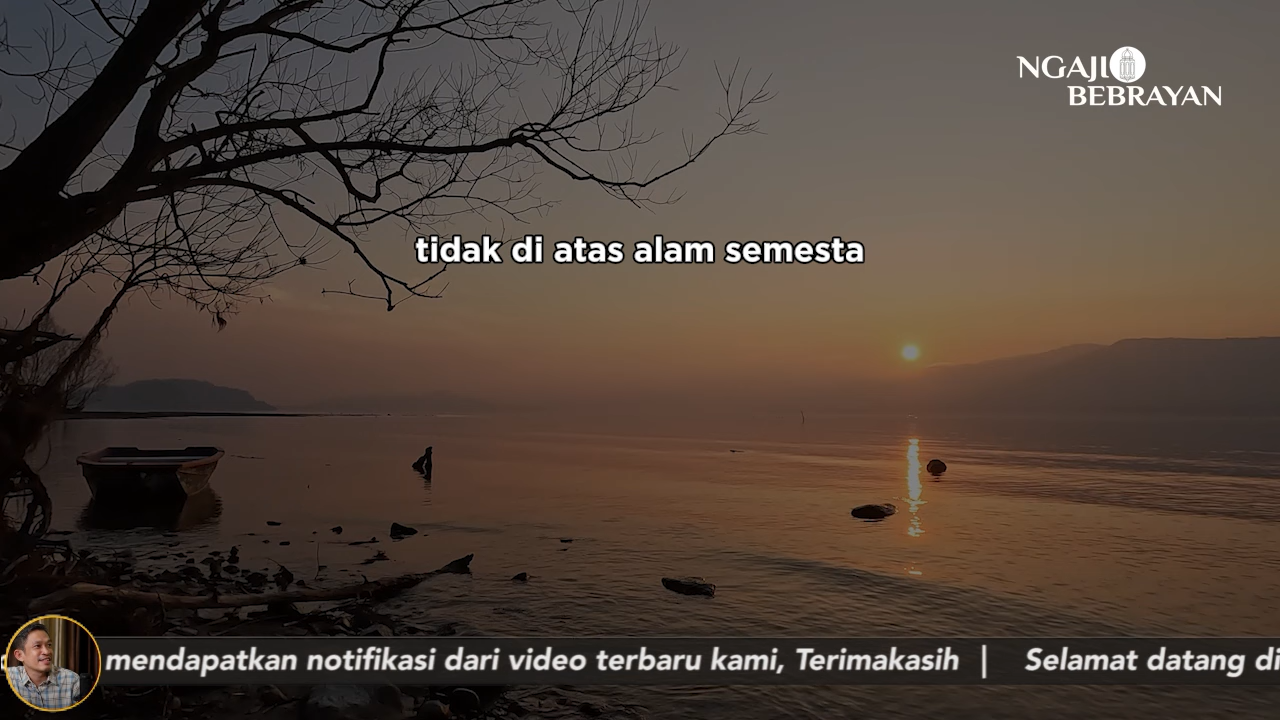 NGAJI
BEBRAYAN
tidak di atas alam semesta
mendapatkan notifikasi dari video terbaru kami, Terimakasih | Selamat datang di